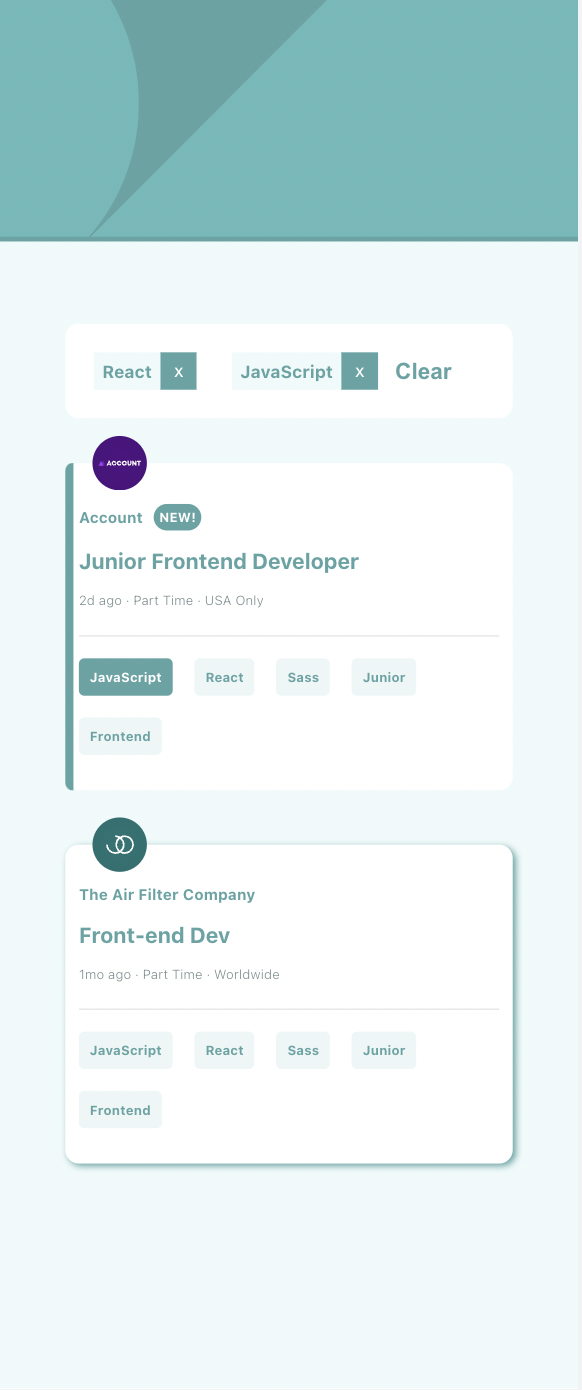 React X JavaScript X Clear
ACCOUNT
Account NEW!
Junior Frontend Developer
2d ago · Part Time · USA Only
JavaScript React Sass Junior
Frontend
The Air Filter Company
Front-end Dev
1mo ago · Part Time · Worldwide
JavaScript React Sass Junior
Frontend